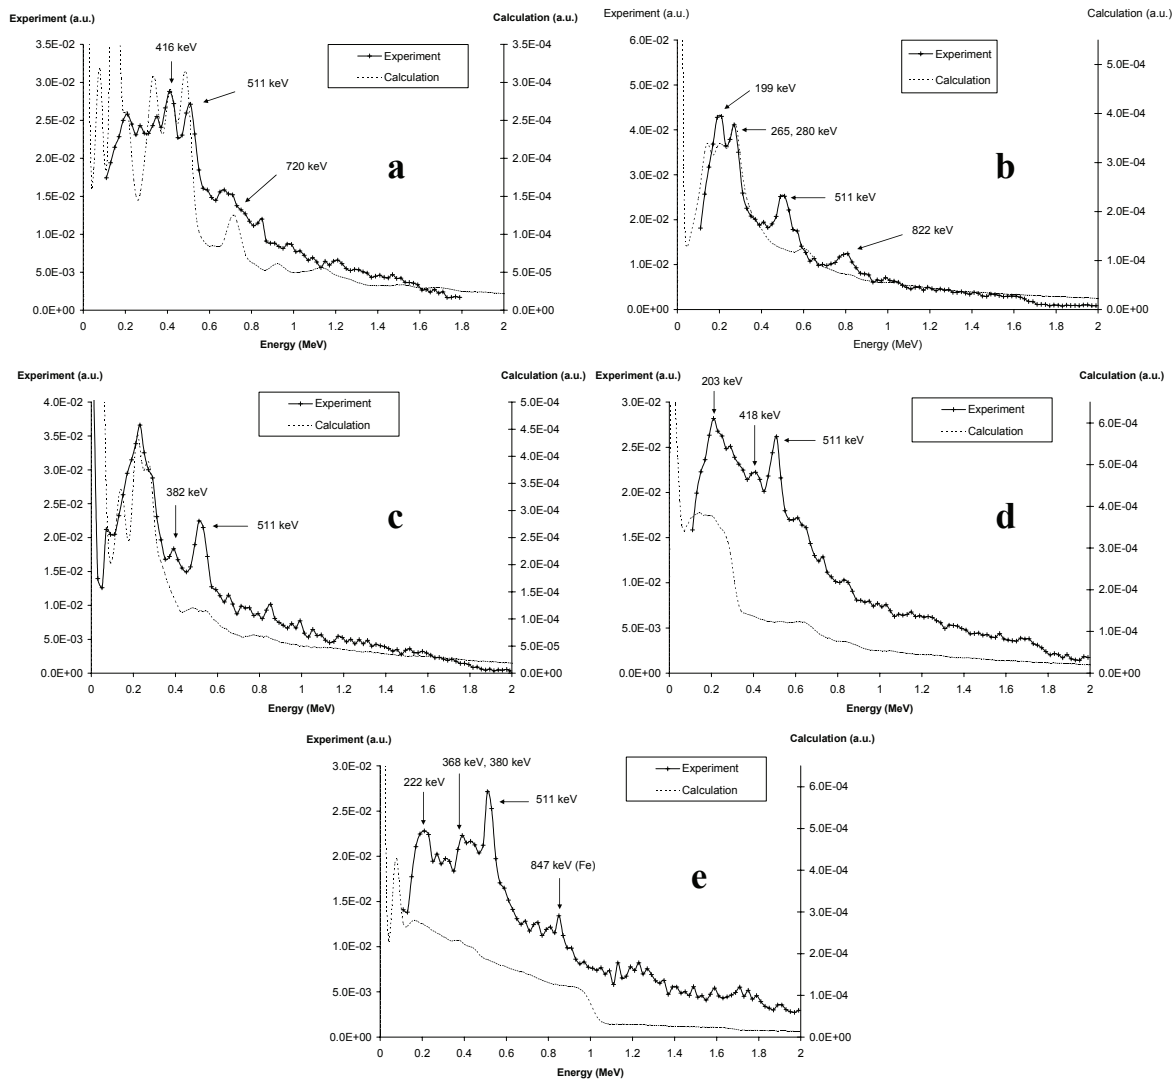 Experiment (a.u.) Calculation (a.u.)
3.5E-02 3.5E-04
3.0E-02 3.0E-04
2.5E-02 2.5E-04
2.0E-02 2.0E-04
1.5E-02 1.5E-04
1.0E-02 1.0E-04
5.0E-03 5.0E-05
0.0E+00 0.0E+00
416 keV
511 keV
720 keV
Experiment
Calculation
a
0 0.2 0.4 0.6 0.8 1 1.2 1.4 1.6 1.8 2
Energy (MeV)
Experiment (a.u.) Calculation (a.u.)
6.0E-02
5.0E-02 5.0E-04
4.0E-02 4.0E-04
3.0E-02 3.0E-04
2.0E-02 2.0E-04
1.0E-02 1.0E-04
0.0E+00 0.0E+00
199 keV
265, 280 keV
511 keV
822 keV
Experiment
Calculation
b
0 0.2 0.4 0.6 0.8 1 1.2 1.4 1.6 1.8 2
Energy (MeV)
Experiment (a.u.) Calculation (a.u.)
4.0E-02 5.0E-04
3.5E-02 4.5E-04
3.0E-02 4.0E-04
2.5E-02 3.5E-04
2.0E-02 3.0E-04
1.5E-02 2.5E-04
1.0E-02 2.0E-04
5.0E-03 1.5E-04
0.0E+00 1.0E-04
5.0E-05
0.0E+00
382 keV
511 keV
Experiment
Calculation
c
0 0.2 0.4 0.6 0.8 1 1.2 1.4 1.6 1.8 2
Energy (MeV)
Experiment (a.u.) Calculation (a.u.)
3.0E-02 6.0E-04
2.5E-02 5.0E-04
2.0E-02 4.0E-04
1.5E-02 3.0E-04
1.0E-02 2.0E-04
5.0E-03 1.0E-04
0.0E+00 0.0E+00
203 keV
418 keV
511 keV
Experiment
Calculation
d
0 0.2 0.4 0.6 0.8 1 1.2 1.4 1.6 1.8 2
Energy (MeV)
Experiment (a.u.) Calculation (a.u.)
3.0E-02 6.0E-04
2.5E-02 5.0E-04
2.0E-02 4.0E-04
1.5E-02 3.0E-04
1.0E-02 2.0E-04
5.0E-03 1.0E-04
0.0E+00 0.0E+00
222 keV
368 keV, 380 keV
511 keV
847 keV (Fe)
Experiment
Calculation
e
0 0.2 0.4 0.6 0.8 1 1.2 1.4 1.6 1.8 2
Energy (MeV)